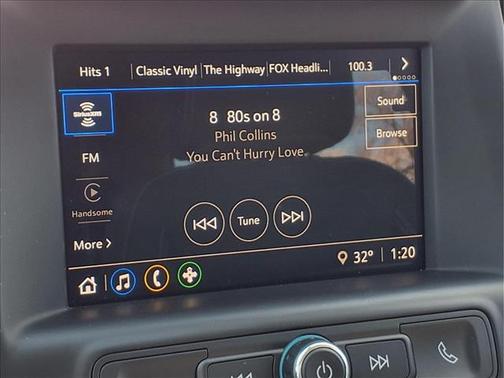 Hits 1 Classic Vinyl The Highway FOX Headli... 100.3
SiriusXM
8 80s on 8
Sound
Phil Collins
Browse
You Can't Hurry Love
FM
Handsome
Tune
More
32° 1:20